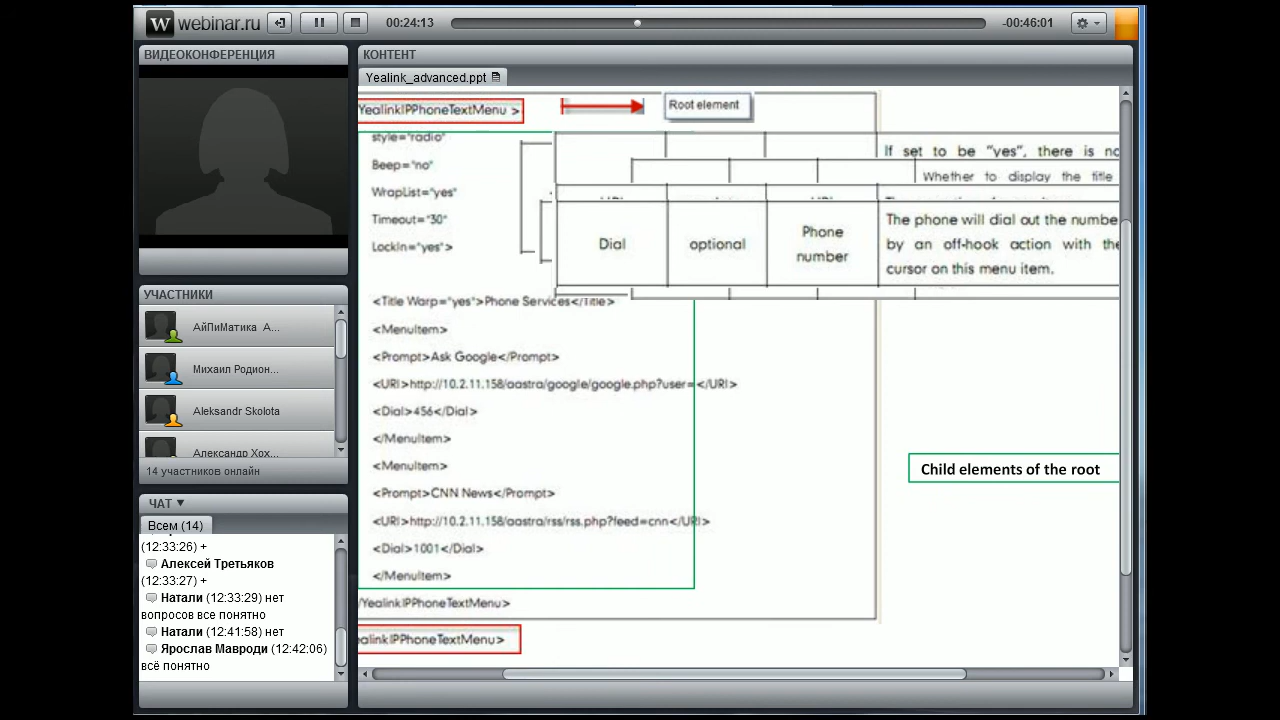 W webinar.ru
00:24:13
-00:46:01
ВИДЕОКОНФЕРЕНЦИЯ
УЧАСТНИКИ
АйПиМатика А...
Михаил Родион...
Aleksandr Skolota
Александр Хох...
14 участников онлайн
ЧАТ
Всем (14)
(12:33:26) +
Алексей Третьяков
(12:33:27) +
Натали (12:33:29) нет
вопросов все понятно
Натали (12:41:58) нет
Ярослав Мавроди (12:42:06)
всё понятно
КОНТЕНТ
Yealink_advanced.ppt
YealinkIPPhoneTextMenu >
Root element
style="radio"
Beep="no"
WrapList="yes"
Timeout="30"
LockIn="yes">
If set to be “yes”, there is no
Whether to display the title
Dial
optional
Phone
number
The phone will dial out the numbe
by an off-hook action with the
cursor on this menu item.
<Title Warp="yes">Phone Services</Title>
<MenuItem>
<Prompt>Ask Google</Prompt>
<URI>http://10.2.11.158/aastra/google/google.php?user=</URI>
<Dial>456</Dial>
</MenuItem>
<MenuItem>
<Prompt>CNN News</Prompt>
<URI>http://10.2.11.158/aastra/rss/rss.php?feed=cnn</URI>
<Dial>1001</Dial>
</MenuItem>
/YealinkIPPhoneTextMenu>
ealinkIPPhoneTextMenu>
Child elements of the root